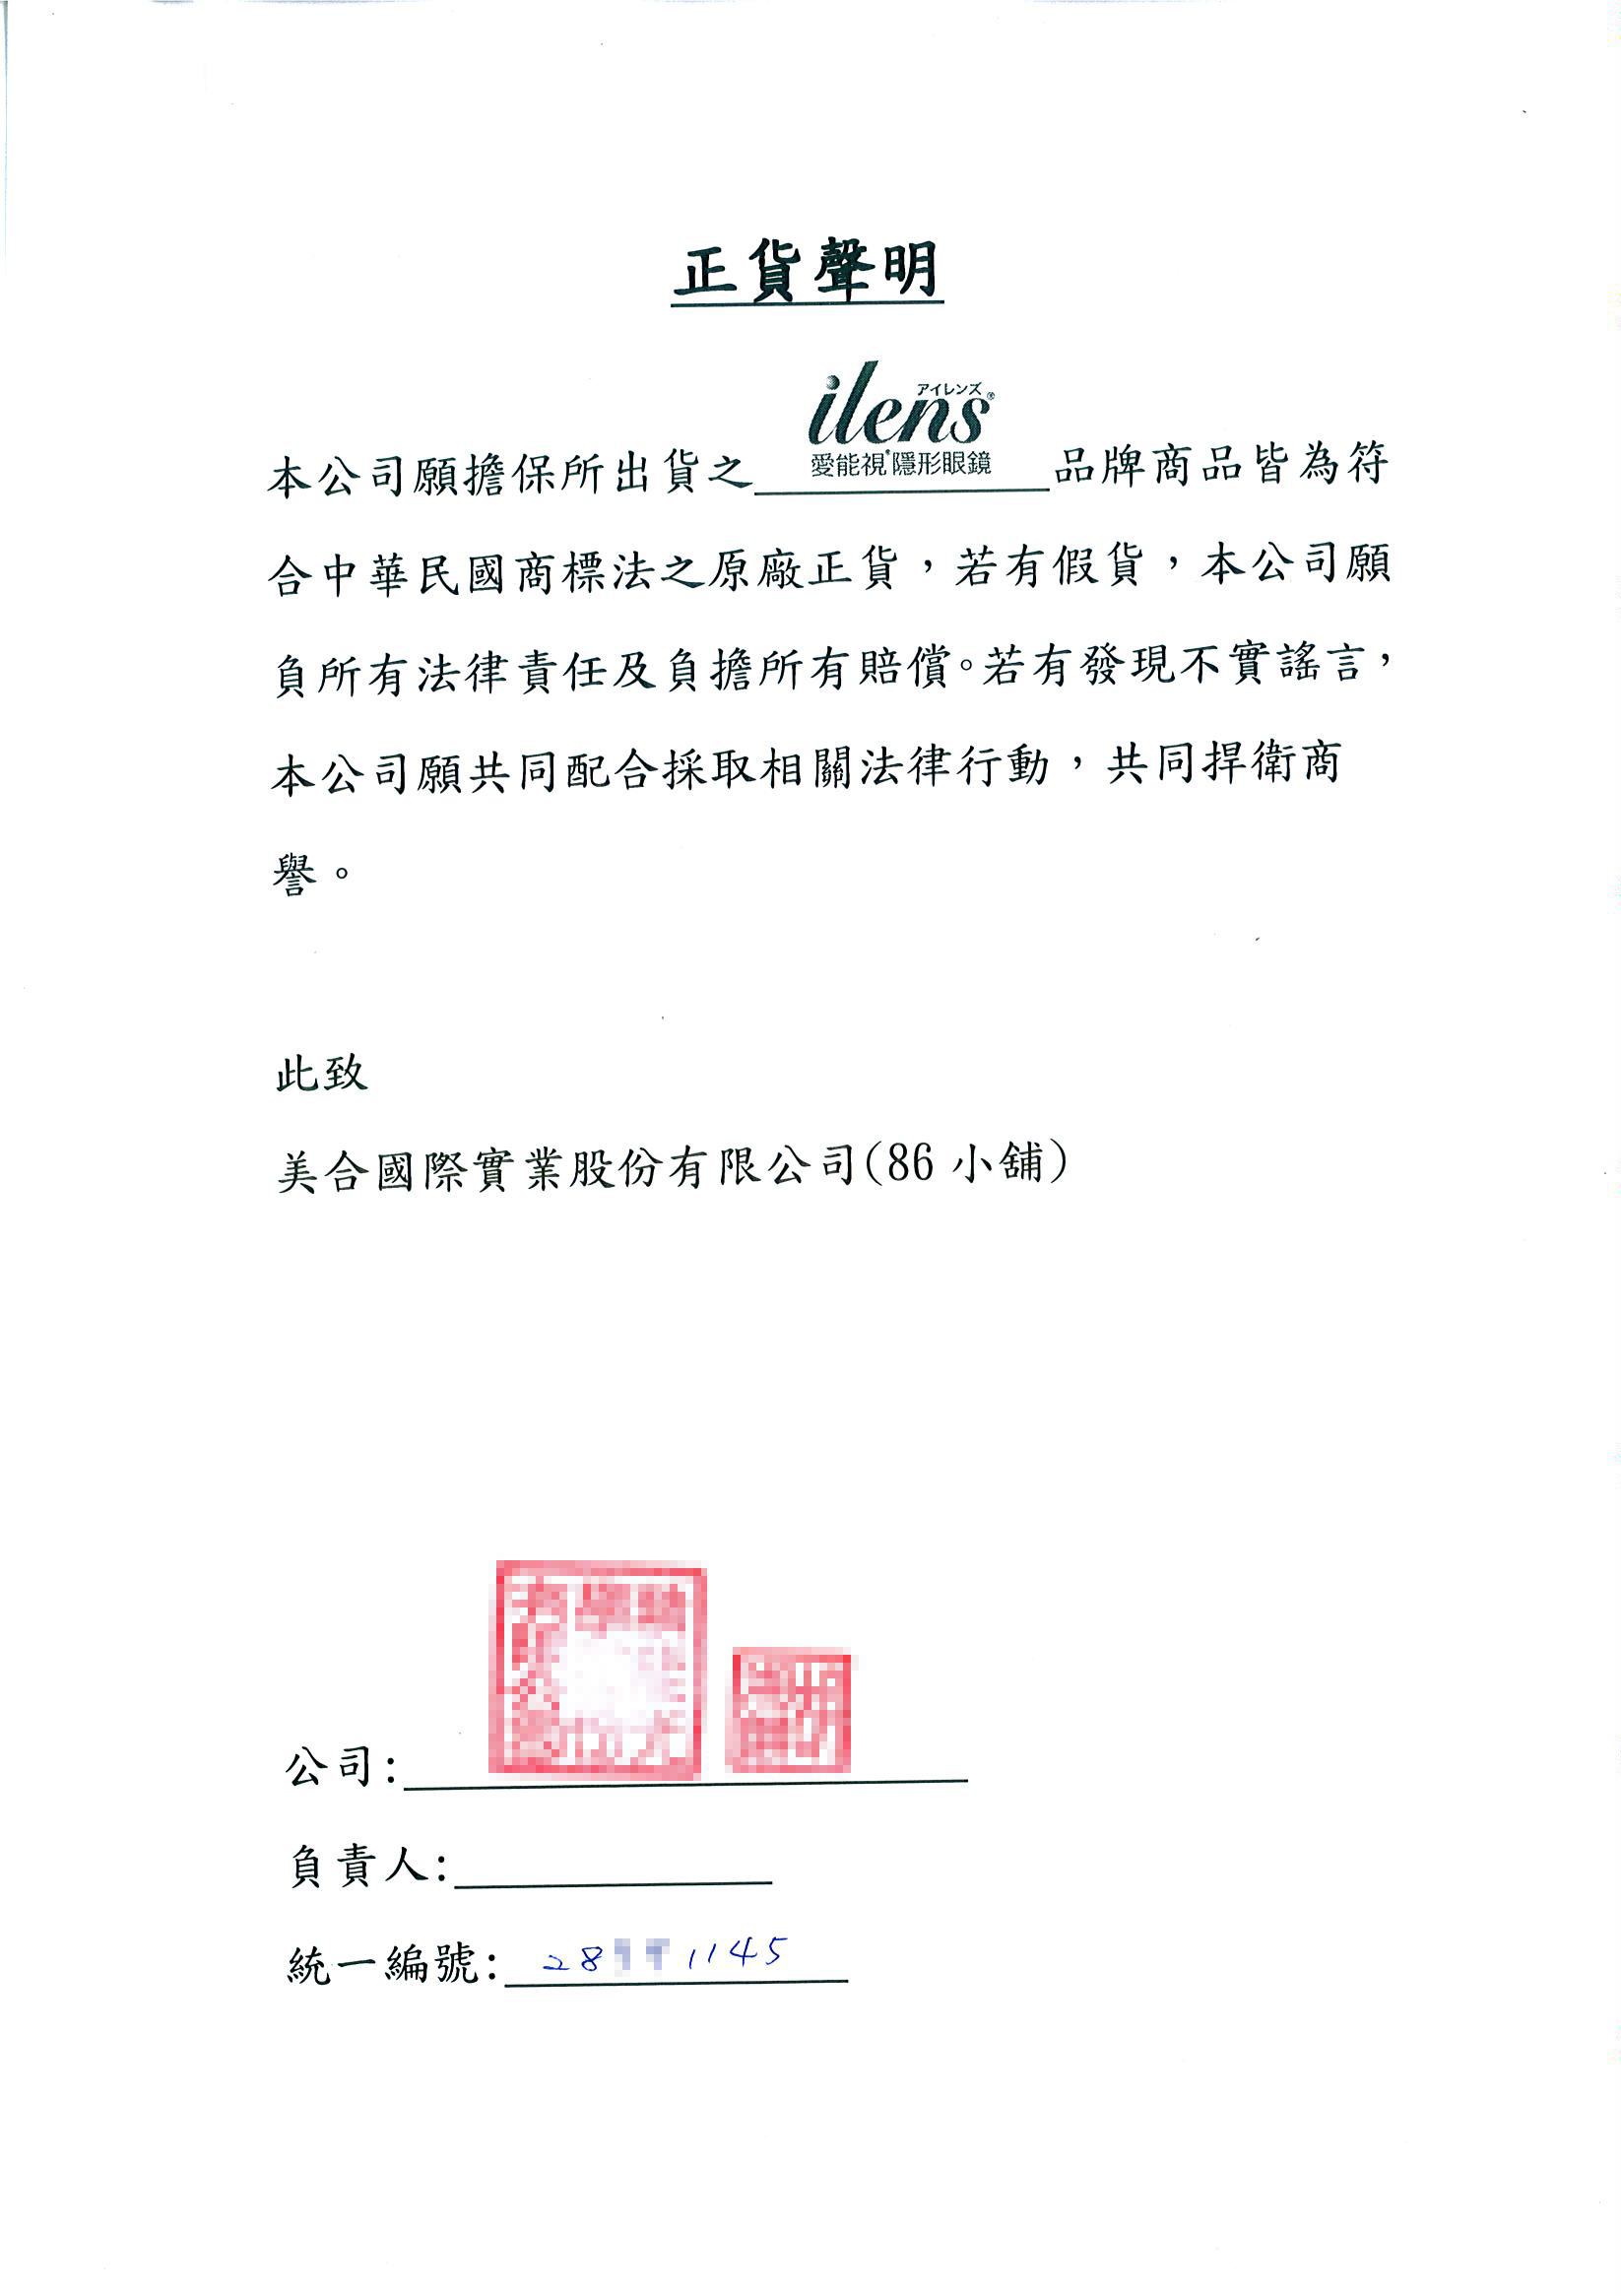 正貨聲明
ilens アイレンズ®
愛能視®隱形眼鏡
本公司願擔保所出貨之 品牌商品皆為符
合中華民國商標法之原廠正貨，若有假貨，本公司願
負所有法律責任及負擔所有賠償。若有發現不實謠言，
本公司願共同配合採取相關法律行動，共同捍衛商
譽。
此致
美合國際實業股份有限公司(86 小舖)
公司:
負責人:
統一編號: 28 1145